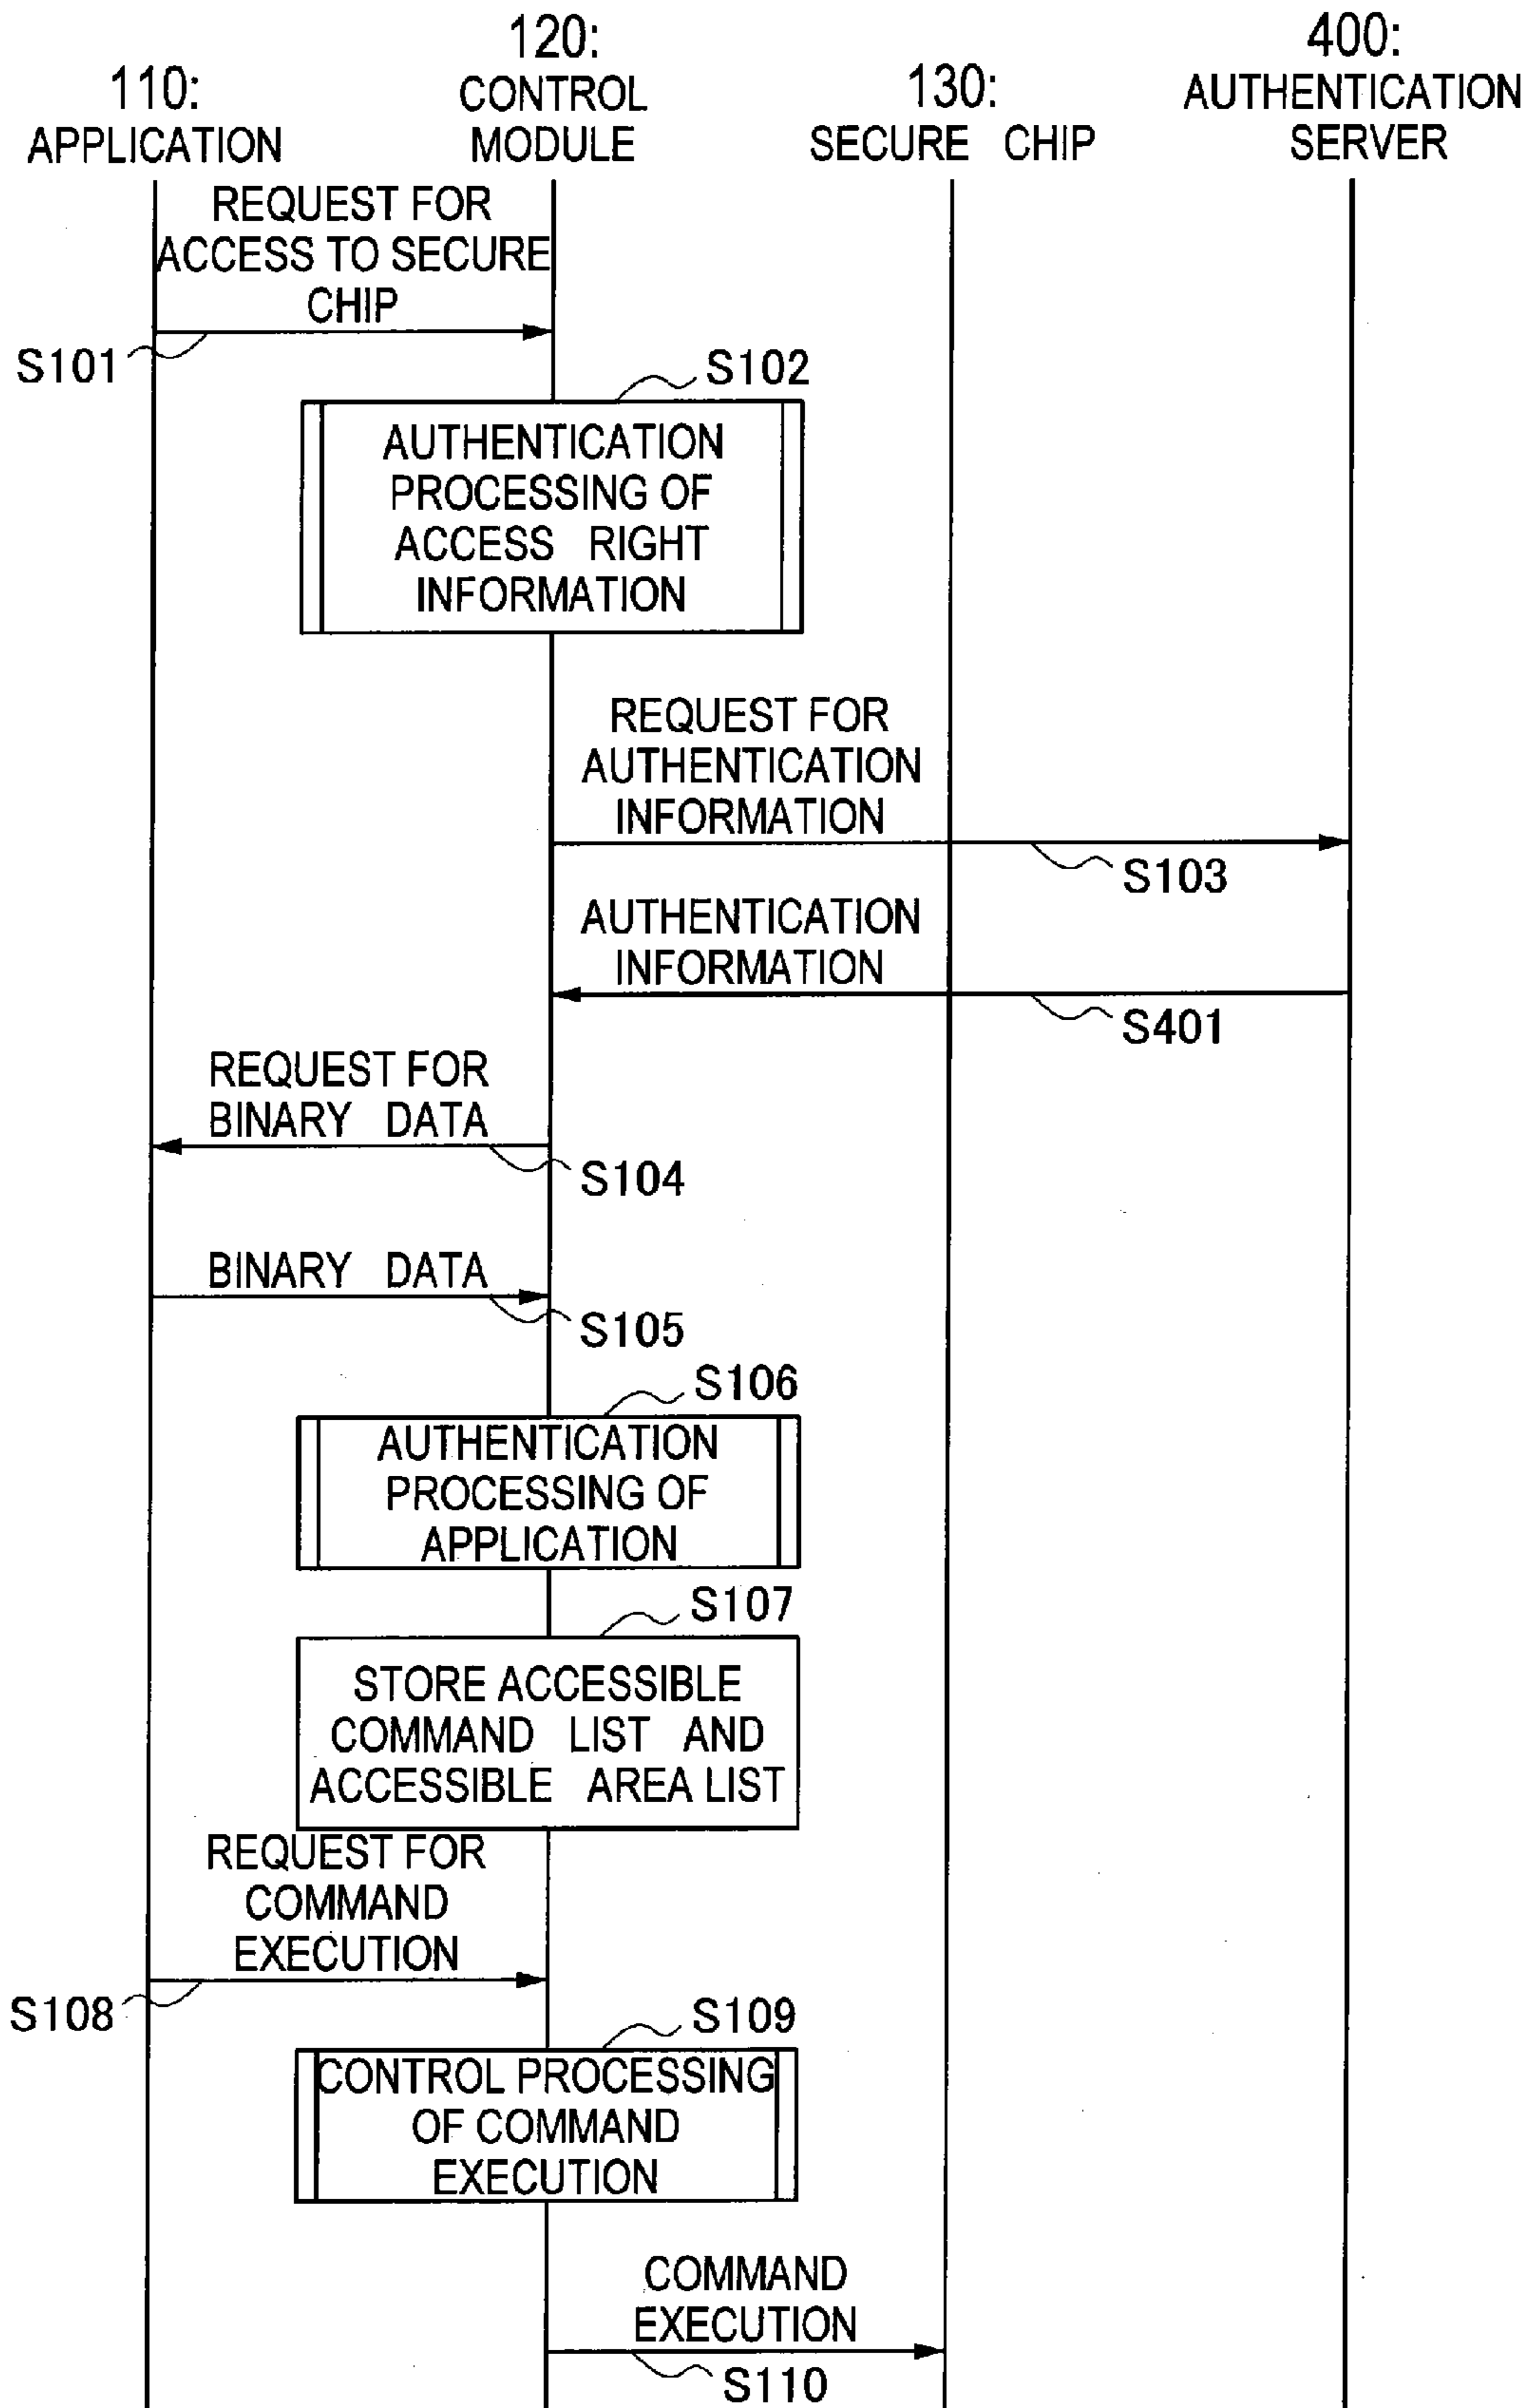 110:
APPLICATION
120:
CONTROL
MODULE
130:
SECURE CHIP
400:
AUTHENTICATION
SERVER
REQUEST FOR
ACCESS TO SECURE
CHIP
S101
S102
AUTHENTICATION
PROCESSING OF
ACCESS RIGHT
INFORMATION
REQUEST FOR
AUTHENTICATION
INFORMATION
S103
AUTHENTICATION
INFORMATION
S401
REQUEST FOR
BINARY DATA
S104
BINARY DATA
S105
S106
AUTHENTICATION
PROCESSING OF
APPLICATION
S107
STORE ACCESSIBLE
COMMAND LIST AND
ACCESSIBLE AREA LIST
REQUEST FOR
COMMAND
EXECUTION
S108
S109
CONTROL PROCESSING
OF COMMAND
EXECUTION
COMMAND
EXECUTION
S110